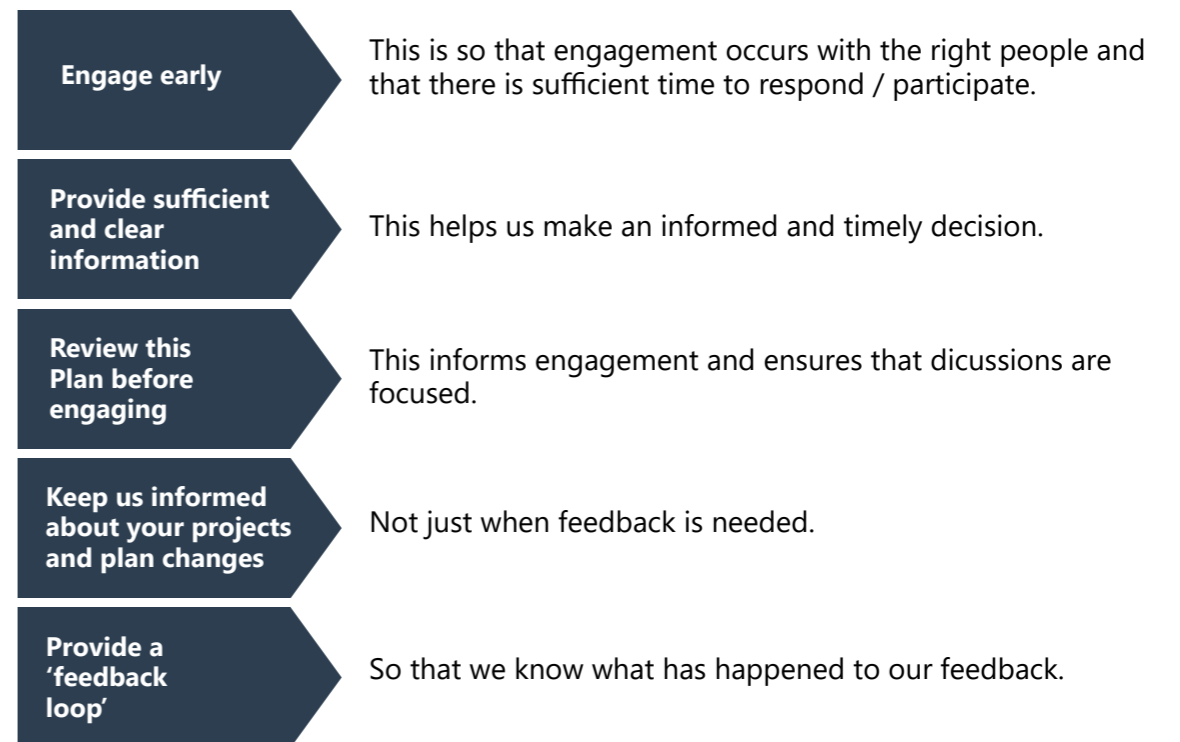 Engage early
This is so that engagement occurs with the right people and
that there is sufficient time to respond / participate.
Provide sufficient
and clear
information
This helps us make an informed and timely decision.
Review this
Plan before
engaging
This informs engagement and ensures that dicussions are
focused.
Keep us informed
about your projects
and plan changes
Not just when feedback is needed.
Provide a
‘feedback
loop’
So that we know what has happened to our feedback.